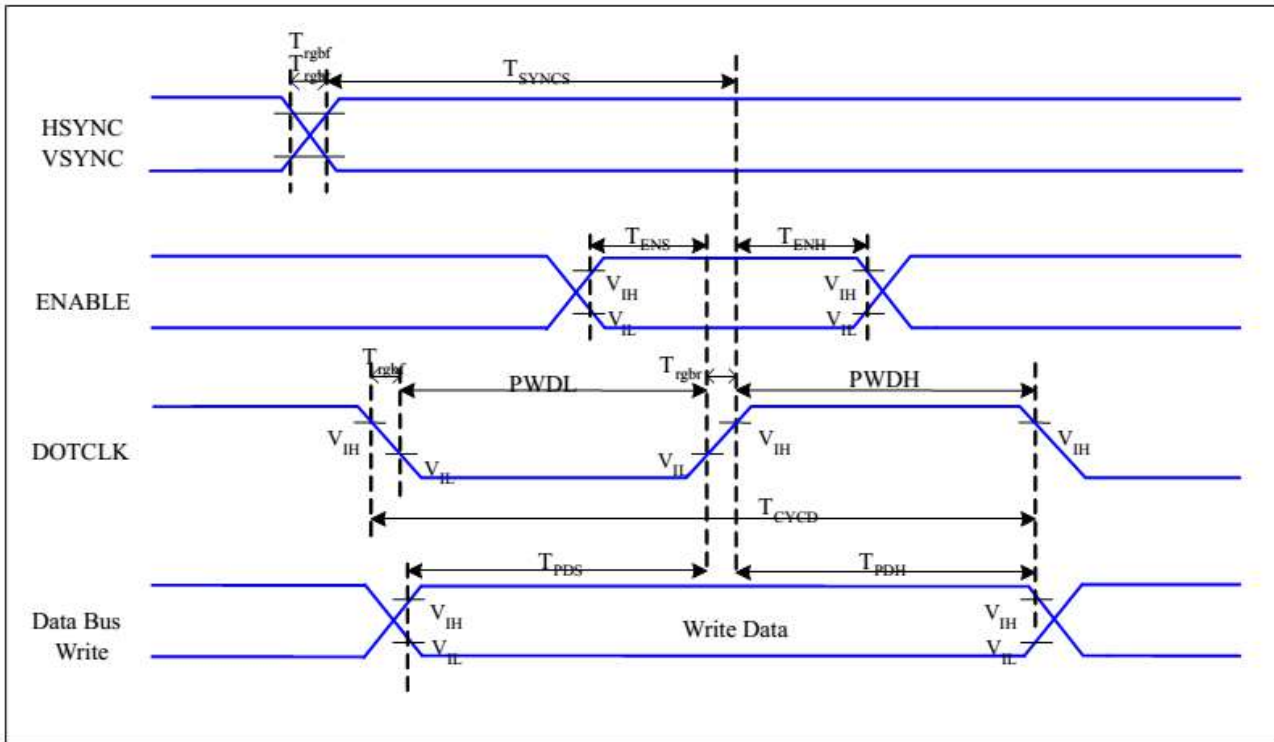 Trgbf
Trgbr
TSYNCS
HSYNC
VSYNC
TENS
TENH
VIH
VIH
ENABLE
VIL
VIL
Trgbf
PWDL
Trgbr
PWDH
VIH
VIH
VIH
DOTCLK
VIL
VIL
TCYCD
TPDS
TPDH
VIH
VIH
Data Bus
Write Data
Write
VIL
VIL